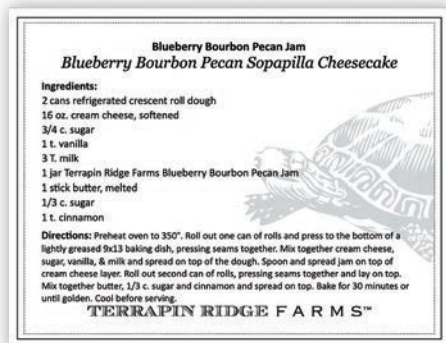 Blueberry Bourbon Pecan Jam
Blueberry Bourbon Pecan Sopapilla Cheesecake
Ingredients:
2 cans refrigerated crescent roll dough
16 oz. cream cheese, softened
3/4 c. sugar
1 t. vanilla
3 T. milk
1 jar Terrapin Ridge Farms Blueberry Bourbon Pecan Jam
1 stick butter, melted
1/3 c. sugar
1 t. cinnamon
Directions: Preheat oven to 350°. Roll out one can of rolls and press to the bottom of a
lightly greased 9x13 baking dish, pressing seams together. Mix together cream cheese,
sugar, vanilla, & milk and spread on top of the dough. Spoon and spread jam on top of
cream cheese layer. Roll out second can of rolls, pressing seams together and lay on top.
Mix together butter, 1/3 c. sugar and cinnamon and spread on top. Bake for 30 minutes or
until golden. Cool before serving.
TERRAPIN RIDGE FARMS™